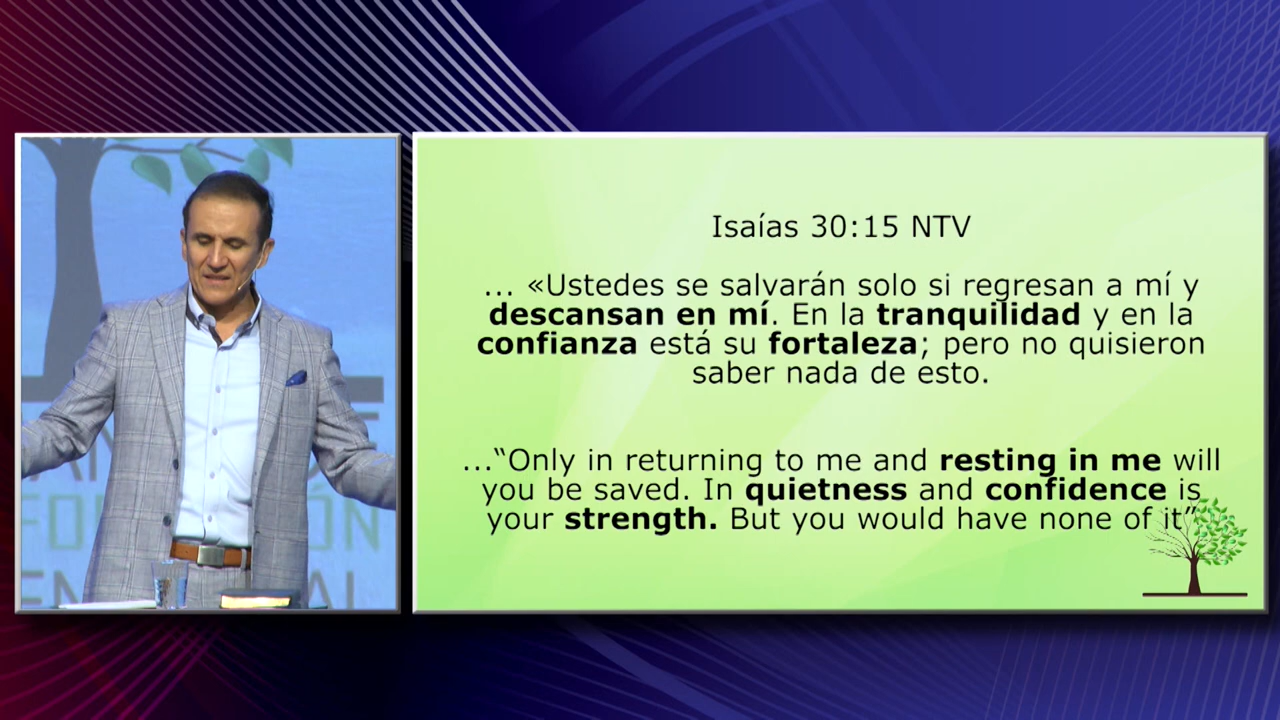 Isaías 30:15 NTV
... «Ustedes se salvarán solo si regresan a mí y
descansan en mí. En la tranquilidad y en la
confianza está su fortaleza; pero no quisieron
saber nada de esto.
...“Only in returning to me and resting in me will
you be saved. In quietness and confidence is
your strength. But you would have none of it”